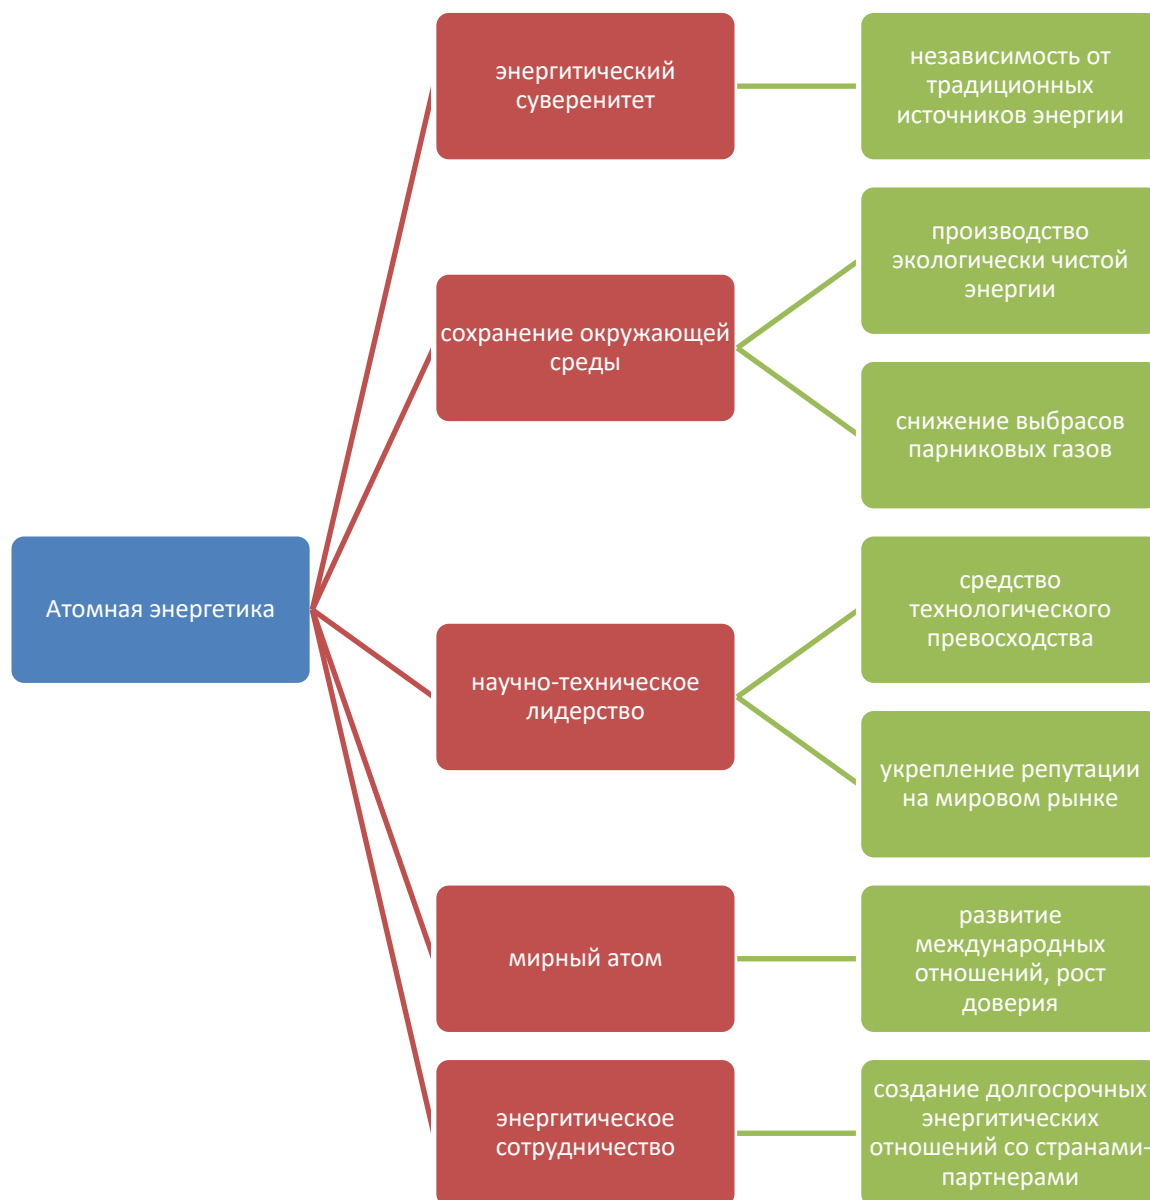 энергитический
суверенитет
независимость от
традиционных
источников энергии
сохранение окружающей
среды
производство
экологически чистой
энергии
снижение выбрасов
парниковых газов
Атомная энергетика
научно-техническое
лидерство
средство
технологического
превосходства
укрепление репутации
на мировом рынке
мирный атом
развитие
международных
отношений, рост
доверия
энергитическое
сотрудничество
создание долгосрочных
энергитических
отношений со странами-
партнерами